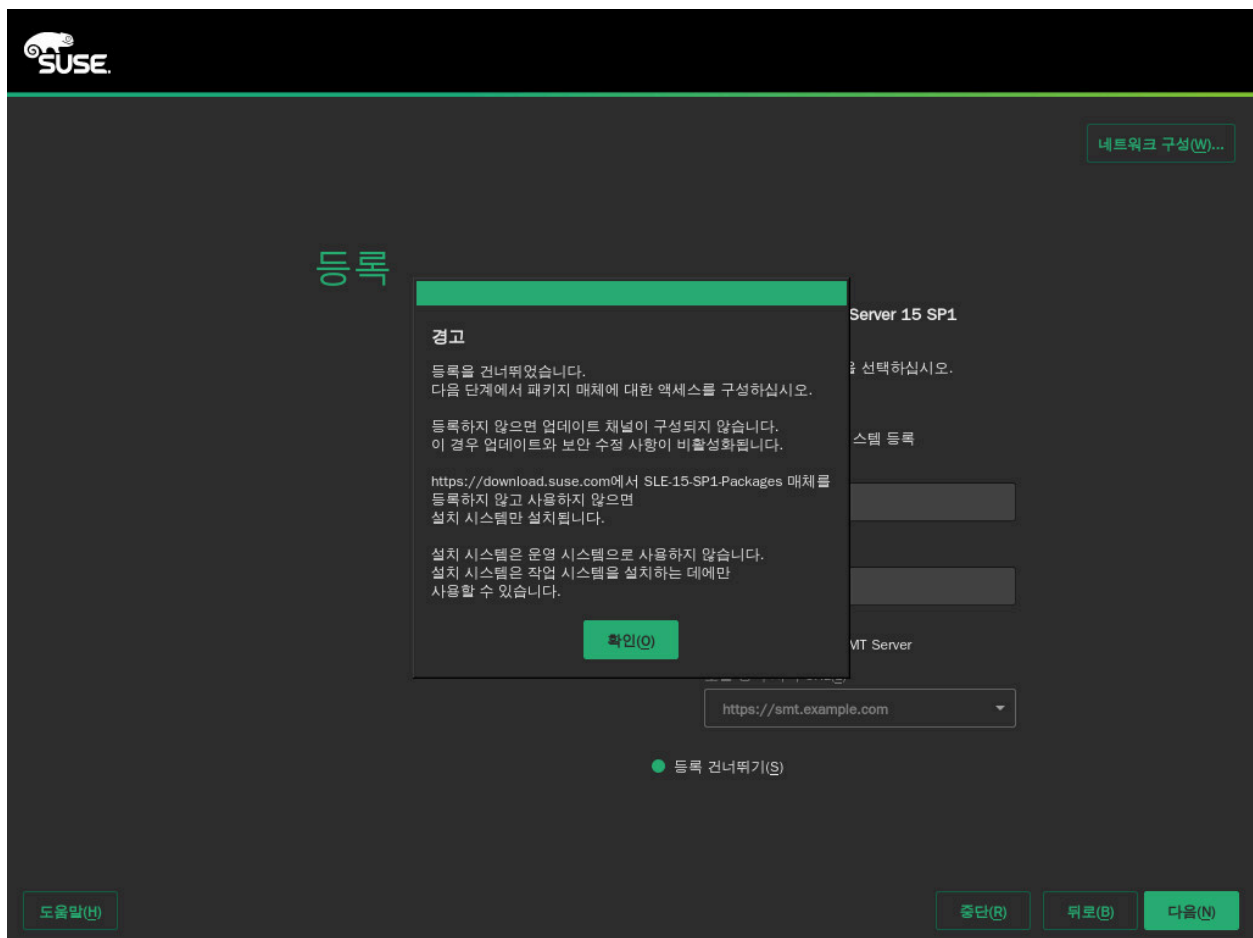 SUSE.
네트워크 구성(W)...
등록
Server 15 SP1
선택하십시오.
스템 등록
경고
등록을 건너뛰었습니다.
다음 단계에서 패키지 매체에 대한 액세스를 구성하십시오.
등록하지 않으면 업데이트 채널이 구성되지 않습니다.
이 경우 업데이트와 보안 수정 사항이 비활성화됩니다.
https://download.suse.com에서 SLE-15-SP1-Packages 매체를
등록하지 않고 사용하지 않으면
설치 시스템만 설치됩니다.
설치 시스템은 운영 시스템으로 사용하지 않습니다.
설치 시스템은 작업 시스템을 설치하는 데에만
사용할 수 있습니다.
확인(O)
MT Server
https://smt.example.com
등록 건너뛰기(S)
도움말(H)
중단(R)
뒤로(B)
다음(N)